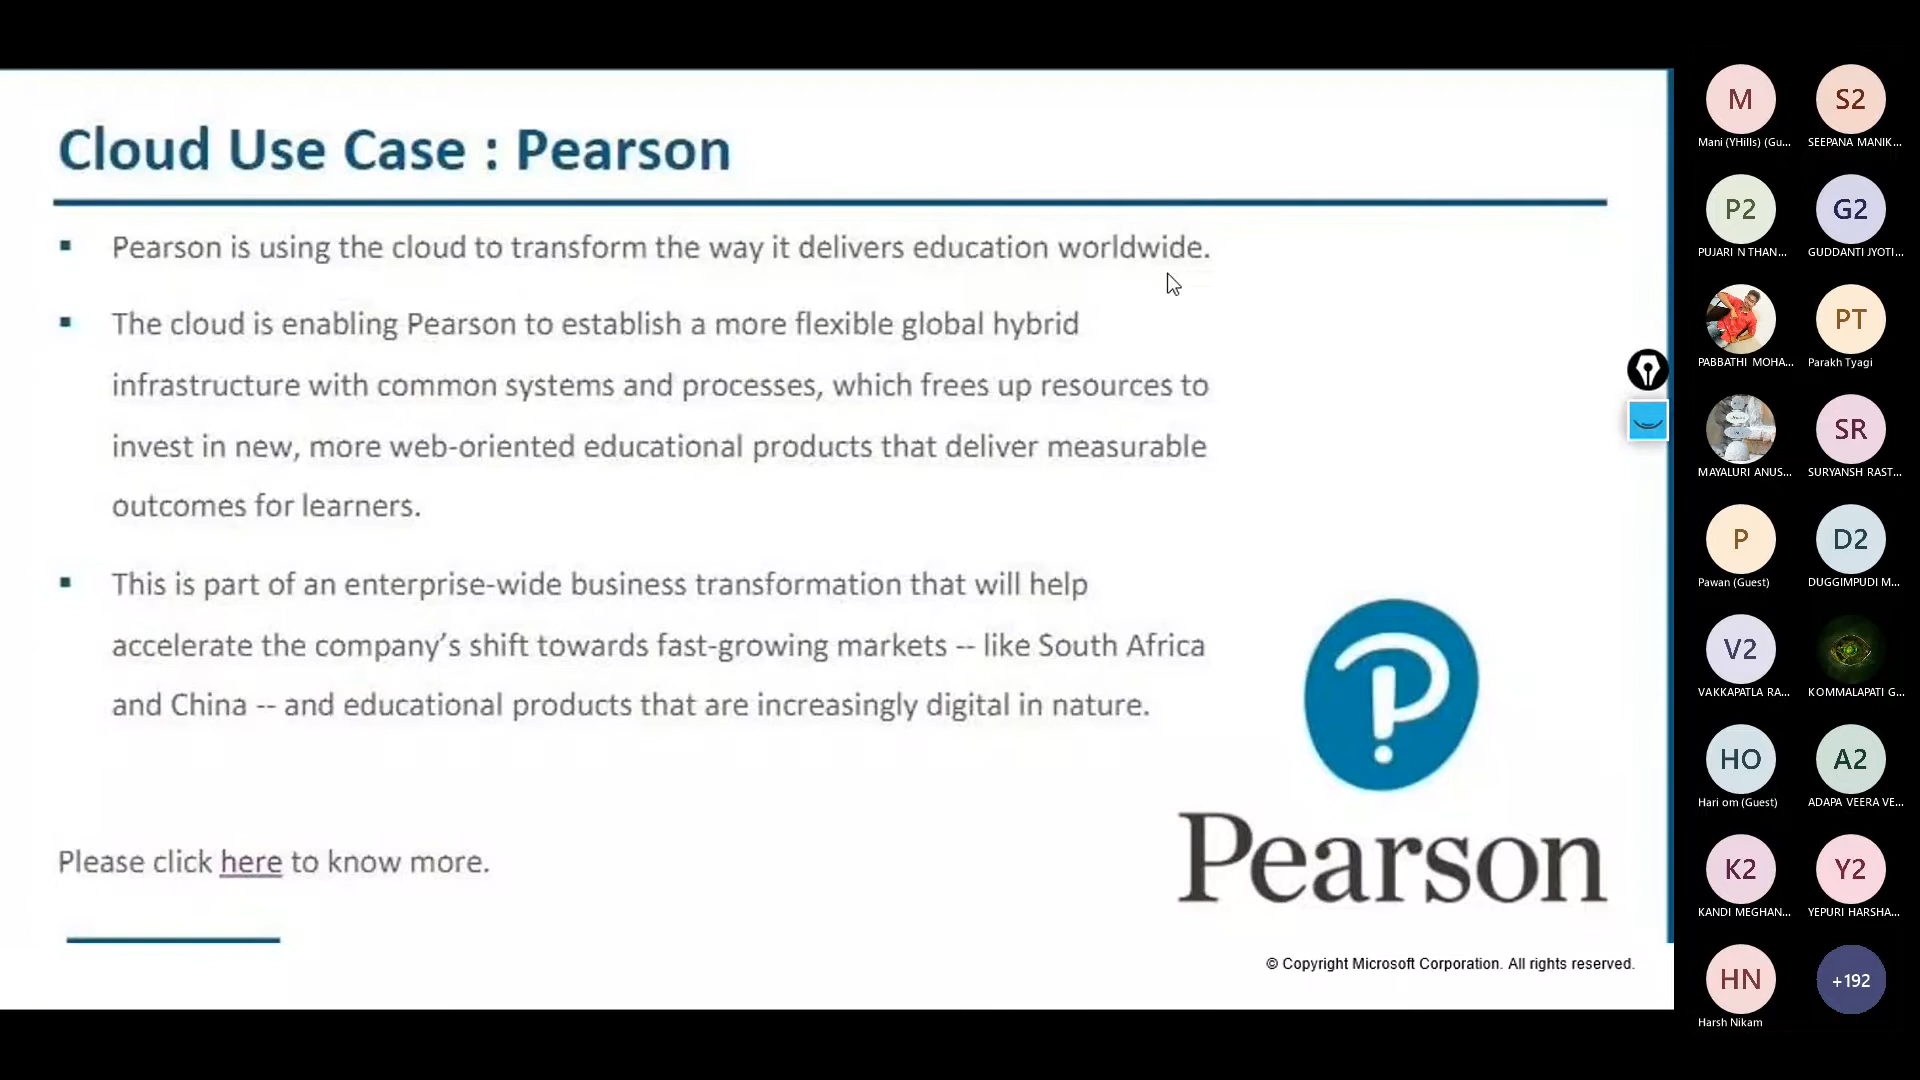 Cloud Use Case : Pearson
▪ Pearson is using the cloud to transform the way it delivers education worldwide.
▪ The cloud is enabling Pearson to establish a more flexible global hybrid
infrastructure with common systems and processes, which frees up resources to
invest in new, more web-oriented educational products that deliver measurable
outcomes for learners.
▪ This is part of an enterprise-wide business transformation that will help
accelerate the company’s shift towards fast-growing markets -- like South Africa
and China -- and educational products that are increasingly digital in nature.
Please click here to know more.
Pearson
© Copyright Microsoft Corporation. All rights reserved.
M S2
Mani (YHills) (Gu... SEEPANA MANIK...
P2 G2
PUJARI N THAN... GUDDANTI JYOTI...
PT
PABBATHI MOHA... Parakh Tyagi
SR
MAYALURI ANUS... SURYANSH RAST...
P D2
Pawan (Guest) DUGGIMPUDI M...
V2
VAKKAPATLA RA... KOMMALAPATI G...
HO A2
Hari om (Guest) ADAPA VEERA VE...
K2 Y2
KANDI MEGHAN... YEPURI HARSHA...
HN +192
Harsh Nikam